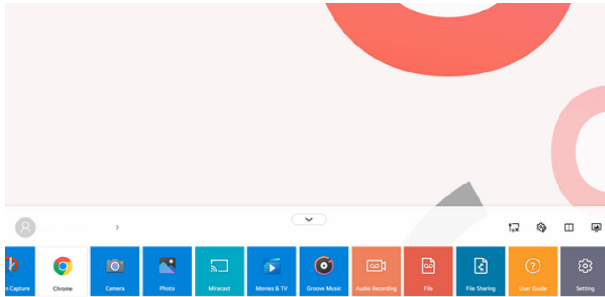 n Capture
Chrome
Camera
Photo
Miracast
Movies & TV
Groove Music
Audio Recording
File
File Sharing
User Guide
Setting